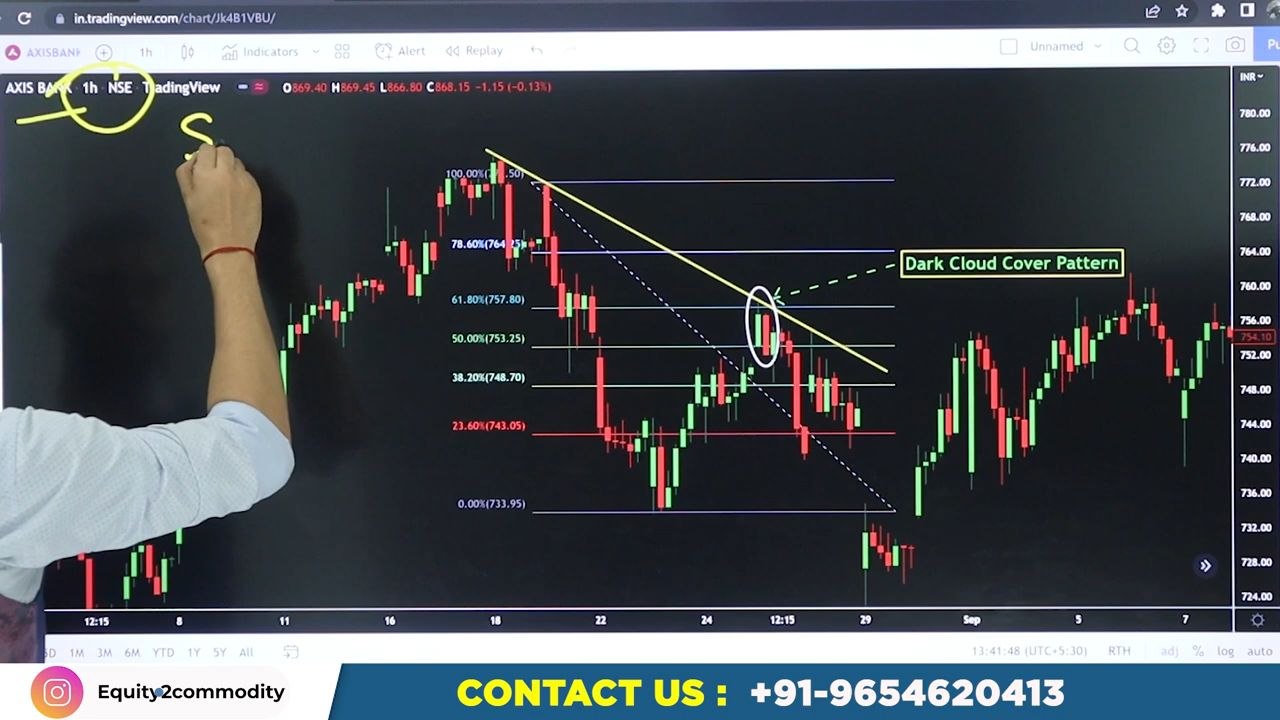 in.tradingview.com/chart/Jk4B1VBU/
AXISBANK 1h Indicators Alert Replay Unnamed
AXIS BANK 1h NSE TradingView O869.40 H869.45 L866.80 C868.15 −1.15 (−0.13%)
INR
S
780.00
776.00
772.00
768.00
764.00
760.00
756.00
754.10
752.00
748.00
744.00
740.00
736.00
732.00
728.00
724.00
78.60%(764.25)
Dark Cloud Cover Pattern
61.80%(757.80)
50.00%(753.25)
38.20%(748.70)
23.60%(743.05)
0.00%(733.95)
12:15 8 11 16 18 22 24 12:15 29 Sep 5 7
1M 3M 6M YTD 1Y 5Y All 13:41:48 (UTC+5:30) RTH adj % log auto
Equity2commodity
CONTACT US : +91-9654620413